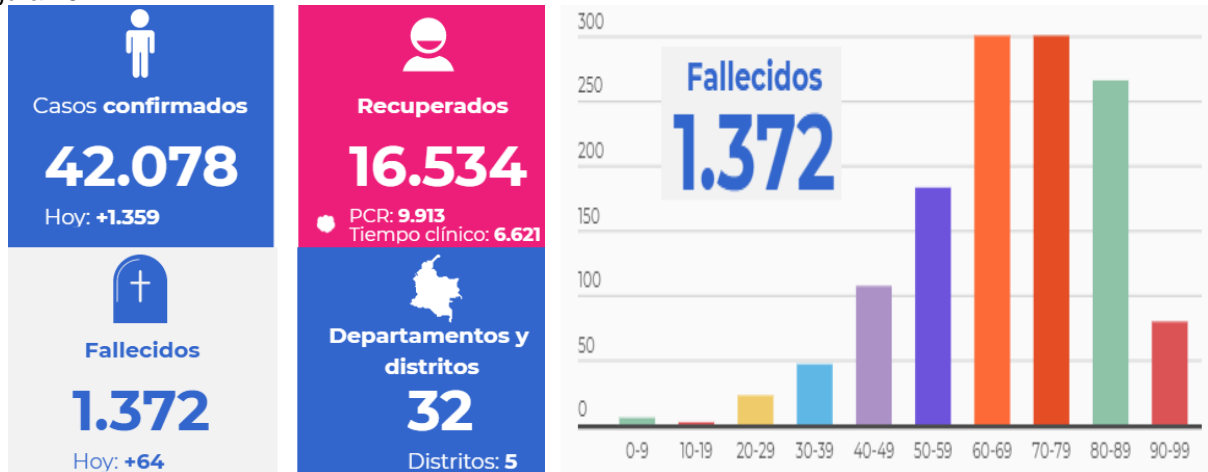 Casos confirmados
42.078
Hoy: +1.359
Recuperados
16.534
PCR: 9.913
Tiempo clínico: 6.621
Fallecidos
1.372
Hoy: +64
Departamentos y
distritos
32
Distritos: 5
300
250
200
150
100
50
0
Fallecidos
1.372
0-9 10-19 20-29 30-39 40-49 50-59 60-69 70-79 80-89 90-99